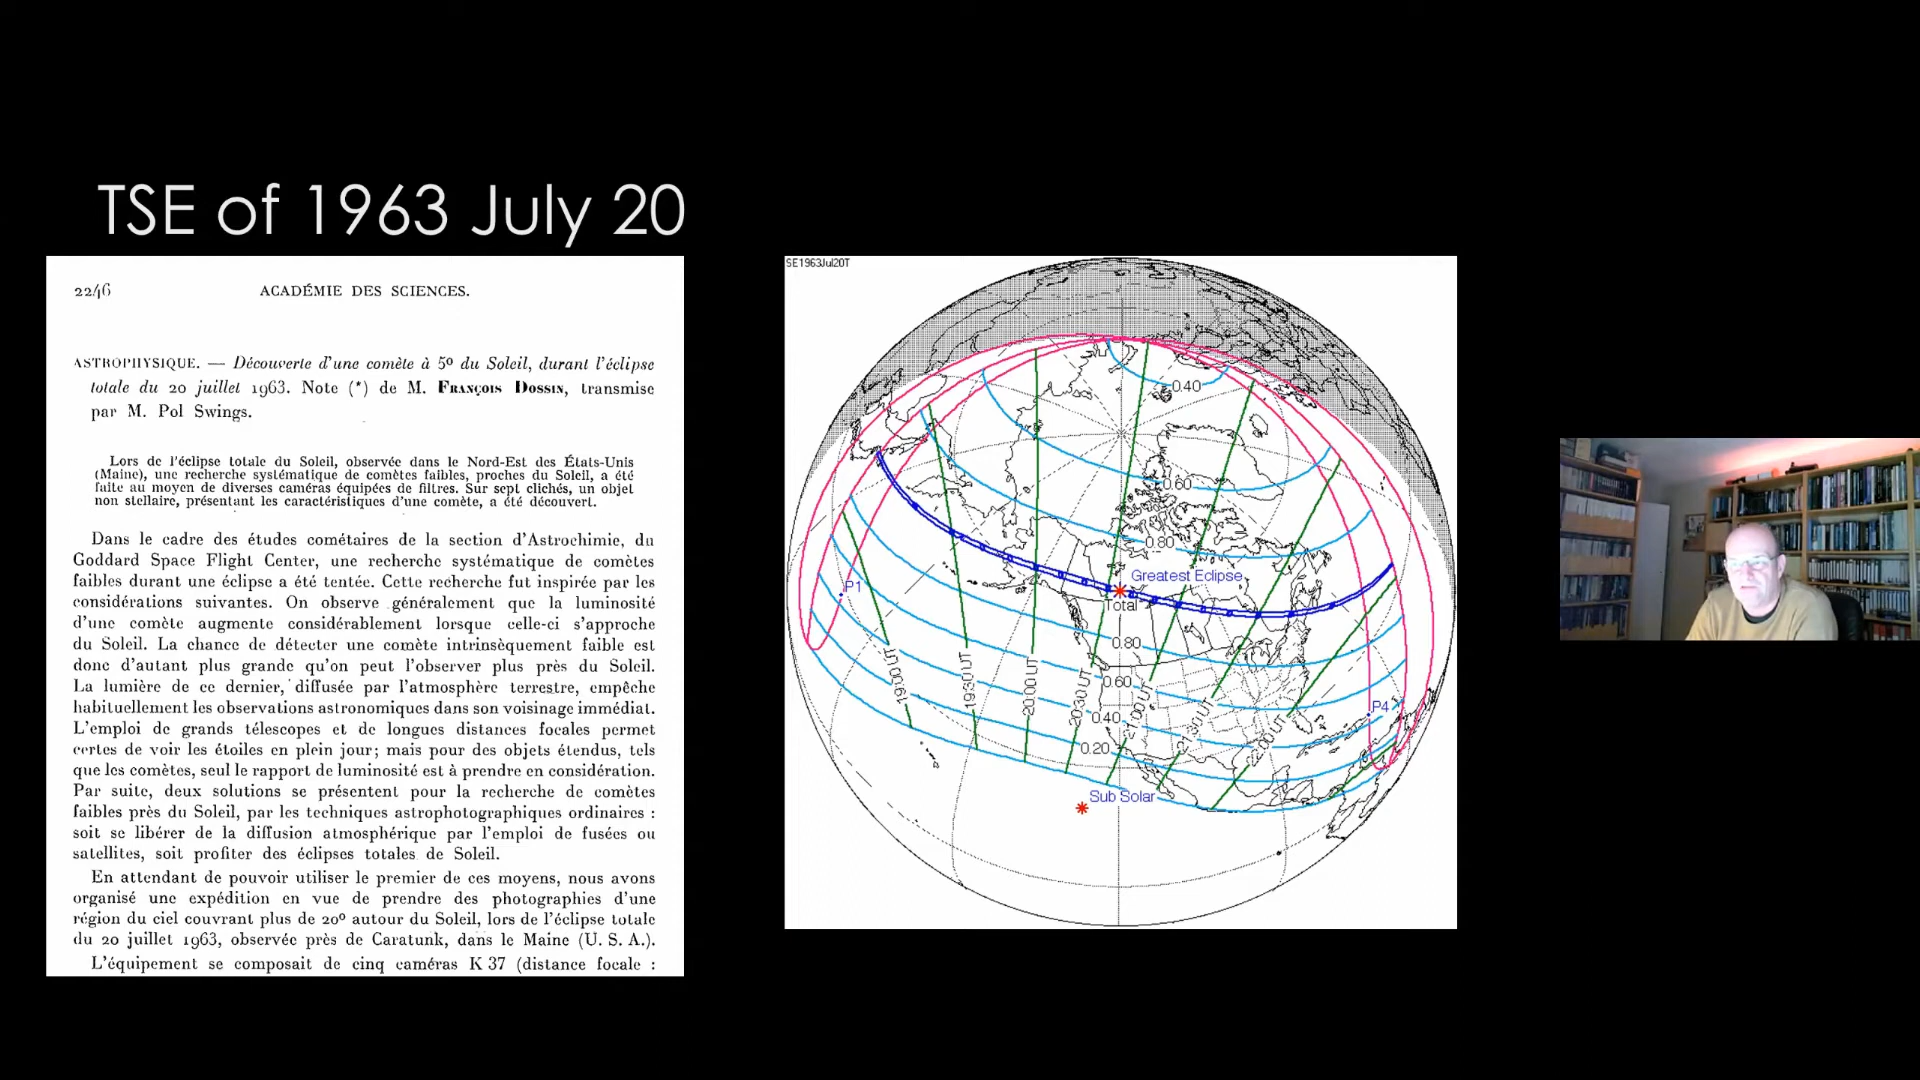 TSE of 1963 July 20
2246 ACADÉMIE DES SCIENCES.
ASTROPHYSIQUE. — Découverte d'une comète à 5º du Soleil, durant l'éclipse
totale du 20 juillet 1963. Note (*) de M. François Dossin, transmise
par M. Pol Swings.
Lors de l'éclipse totale du Soleil, observée dans le Nord-Est des États-Unis
(Maine), une recherche systématique de comètes faibles, proches du Soleil, a été
faite au moyen de diverses caméras équipées de filtres. Sur sept clichés, un objet
non stellaire, présentant les caractéristiques d'une comète, a été découvert.
Dans le cadre des études cométaires de la section d'Astrochimie, du
Goddard Space Flight Center, une recherche systématique de comètes
faibles durant une éclipse a été tentée. Cette recherche fut inspirée par les
considérations suivantes. On observe généralement que la luminosité
d'une comète augmente considérablement lorsque celle-ci s'approche
du Soleil. La chance de détecter une comète intrinsèquement faible est
donc d'autant plus grande qu'on peut l'observer plus près du Soleil.
La lumière de ce dernier, diffusée par l'atmosphère terrestre, empêche
habituellement les observations astronomiques dans son voisinage immédiat.
L'emploi de grands télescopes et de longues distances focales permet
certes de voir les étoiles en plein jour; mais pour des objets étendus, tels
que les comètes, seul le rapport de luminosité est à prendre en considération.
Par suite, deux solutions se présentent pour la recherche de comètes
faibles près du Soleil, par les techniques astrophotographiques ordinaires :
soit se libérer de la diffusion atmosphérique par l'emploi de fusées ou
satellites, soit profiter des éclipses totales de Soleil.
En attendant de pouvoir utiliser le premier de ces moyens, nous avons
organisé une expédition en vue de prendre des photographies d'une
région du ciel couvrant plus de 20º autour du Soleil, lors de l'éclipse totale
du 20 juillet 1963, observée près de Caratunk, dans le Maine (U. S. A.).
L'équipement se composait de cinq caméras K 37 (distance focale :
SE1963Jul20T
0.40
0.60
0.80
Greatest Eclipse
P1
Total
0.80
0.60
0.40
0.20
19:00 UT
19:30 UT
20:00 UT
20:30 UT
21:00 UT
21:30 UT
22:00 UT
P4
Sub Solar